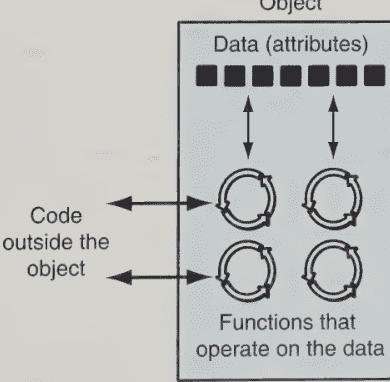 Object
Data (attributes)
Code
outside the
object
Functions that
operate on the data